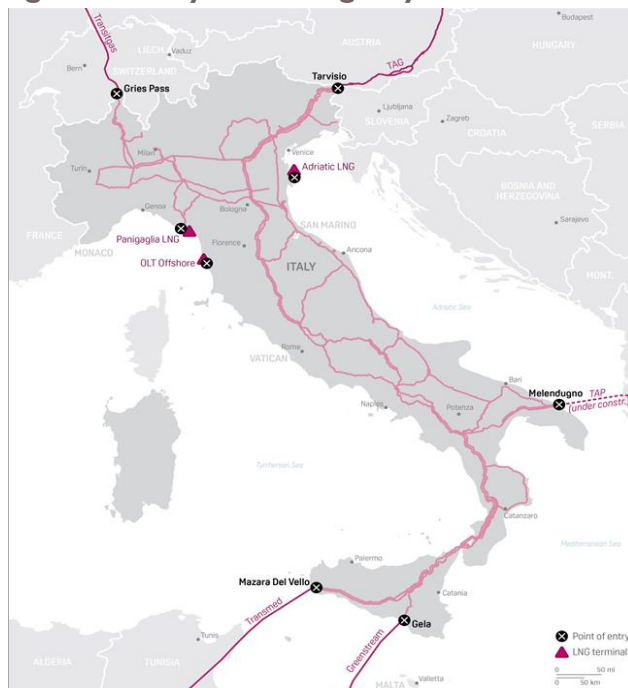 Budapest
AUSTRIA
HUNGARY
Transitgas
LIECH.
Vaduz
Bern
SWITZERLAND
TAG
Tarvisio
Gries Pass
Ljubljana
SLOVENIA
Zagreb
CROATIA
SERBIA
Milan
Venice
Turin
Adriatic LNG
BOSNIA AND
HERZEGOVINA
Genoa
Bologna
SAN MARINO
Sarajevo
FRANCE
Panigaglia LNG
MONACO
Florence
Ancona
MONT.
OLT Offshore
ITALY
Adriatic Sea
Rome
VATICAN
Bari
Melendugno
TAP
(under constr.)
Naples
Potenza
Tyrrhenian Sea
Catanzaro
Mediterranean Sea
Palermo
Mazara Del Vello
Catania
Transmed
Gela
Tunis
Greenstream
Point of entry
LNG terminal
ALGERIA
TUNISIA
0 50 mi
0 50 km
Valletta
MALTA